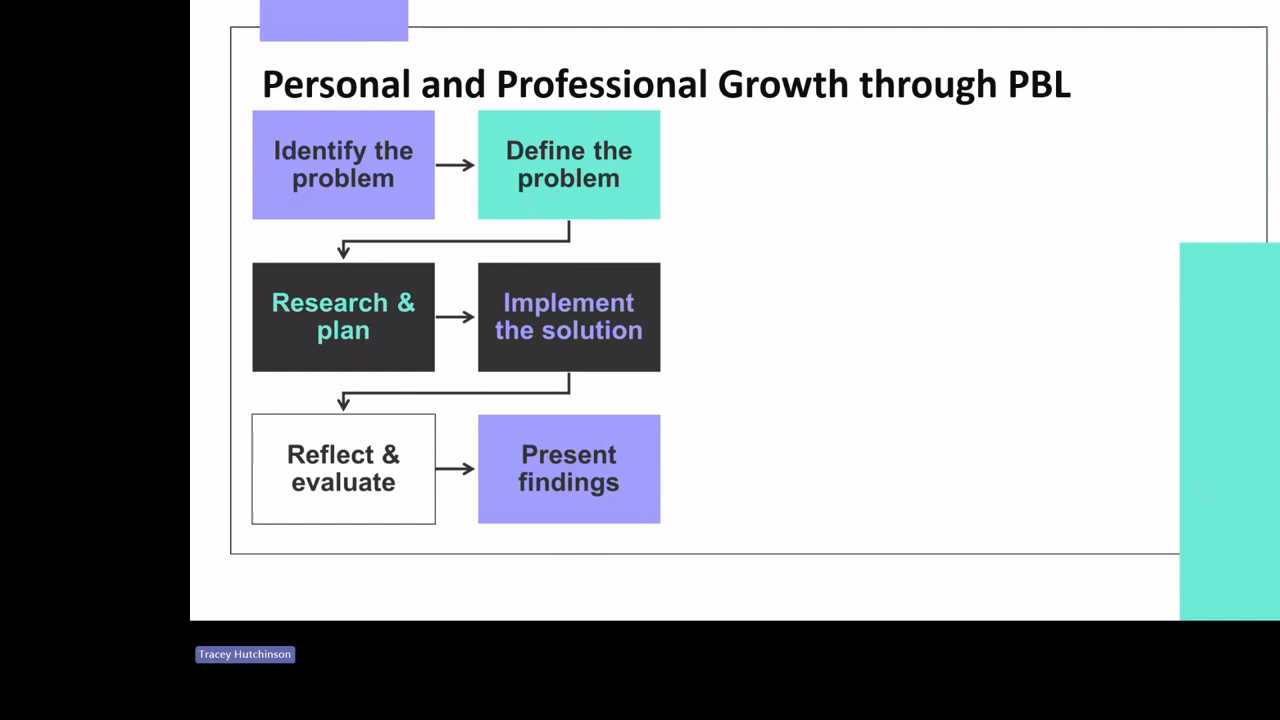 Personal and Professional Growth through PBL
Identify the
problem
Define the
problem
Research &
plan
Implement
the solution
Reflect &
evaluate
Present
findings
Tracey Hutchinson